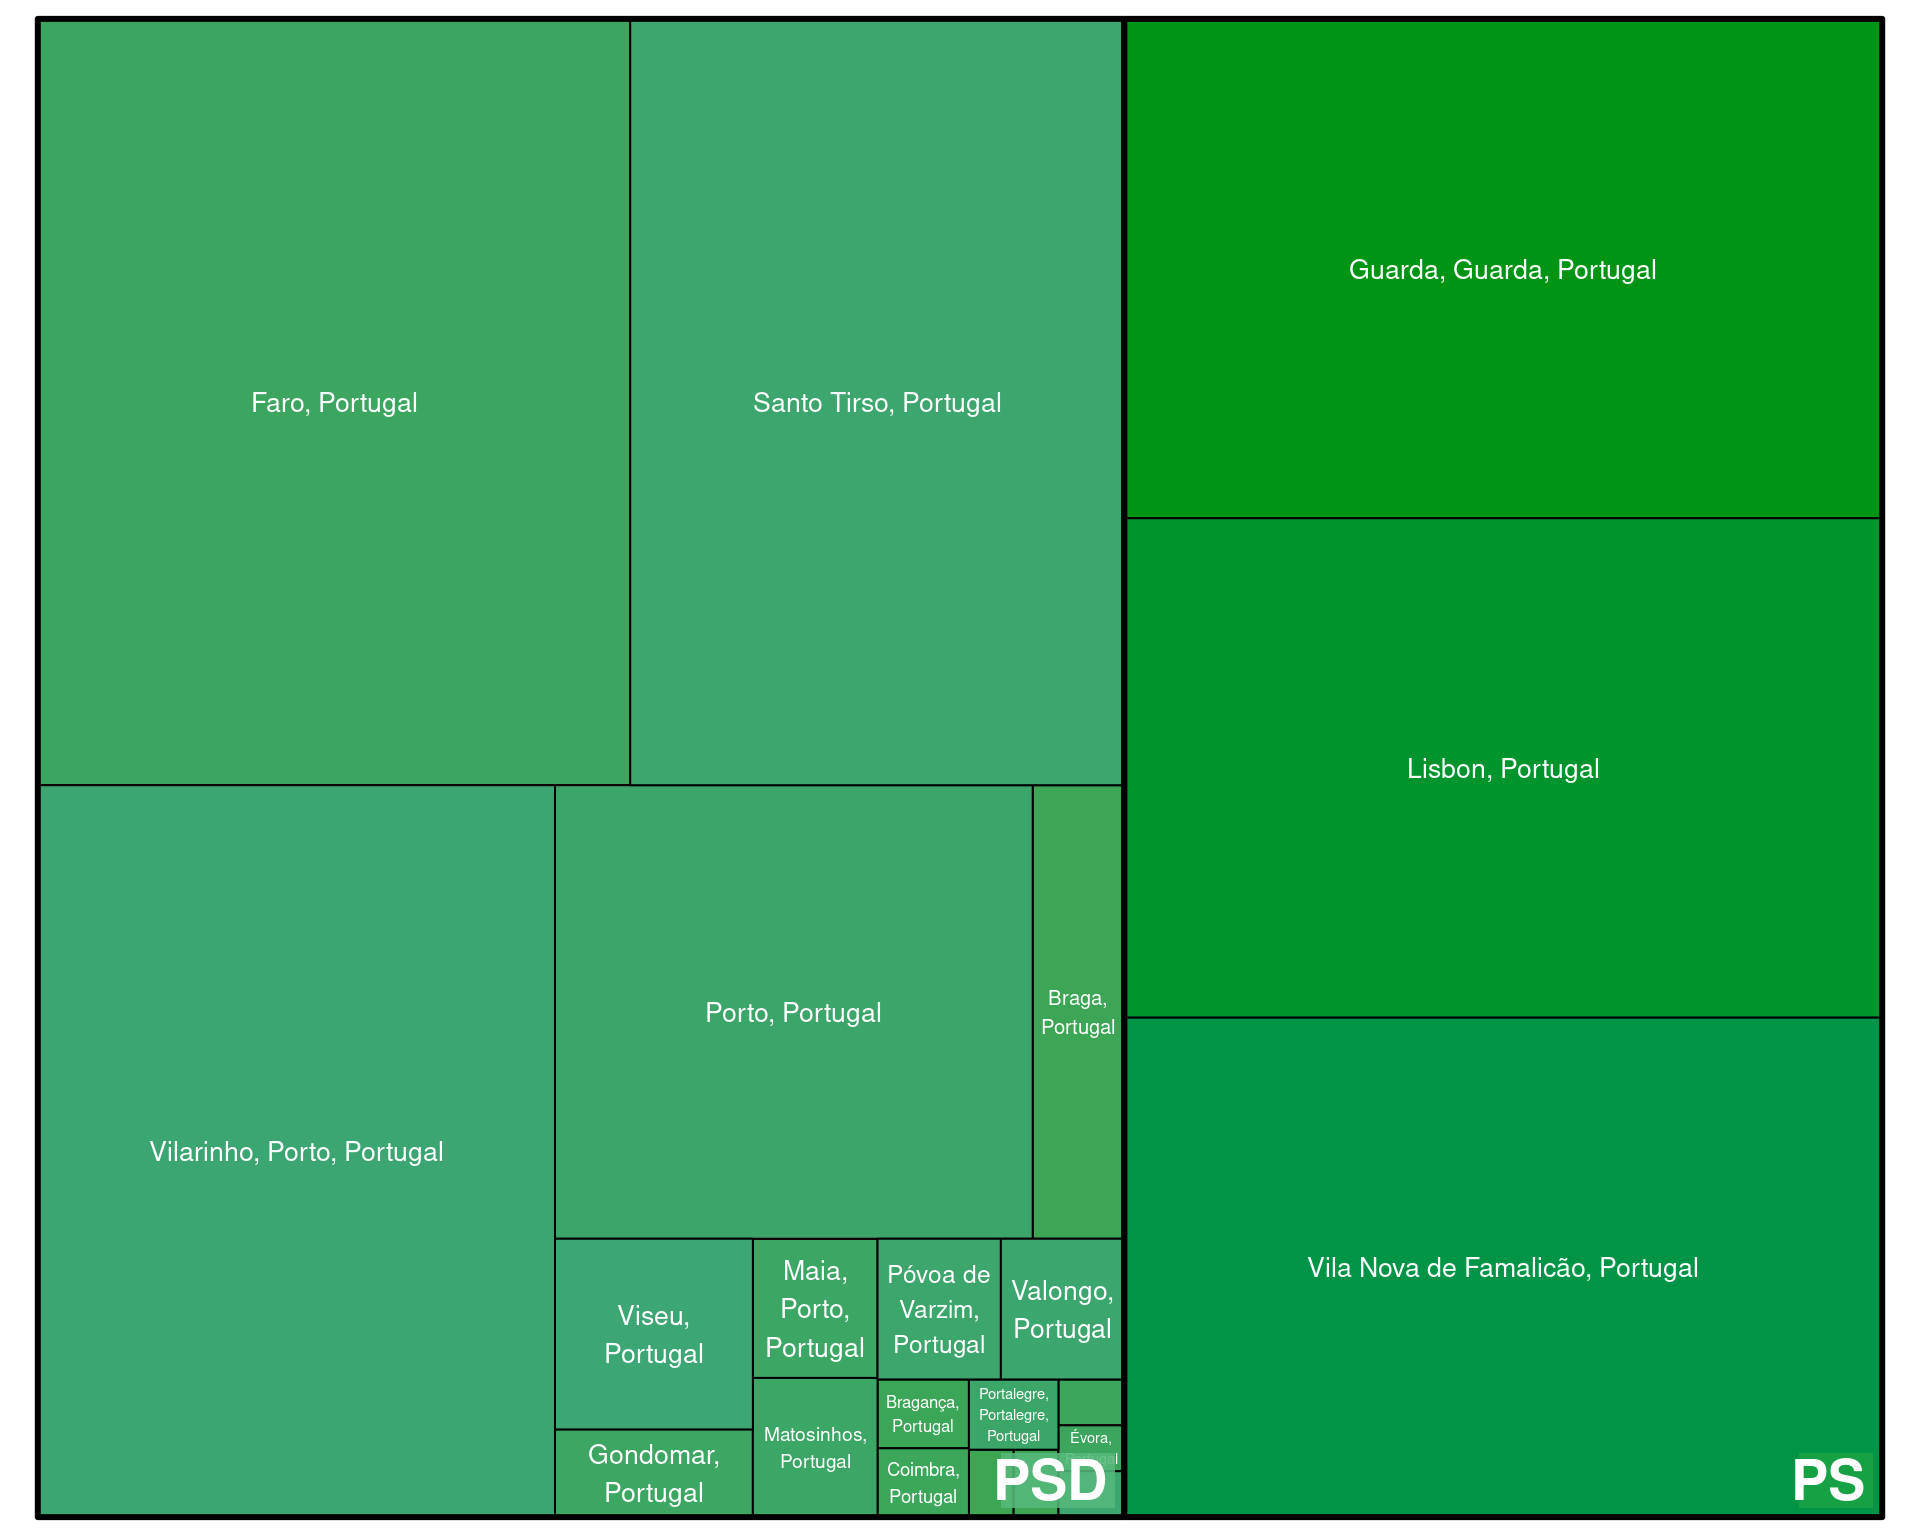 Faro, Portugal
Santo Tirso, Portugal
Guarda, Guarda, Portugal
Lisbon, Portugal
Vilarinho, Porto, Portugal
Porto, Portugal
Braga,
Portugal
Vila Nova de Famalicão, Portugal
Viseu,
Portugal
Maia,
Porto,
Portugal
Póvoa de
Varzim,
Portugal
Valongo,
Portugal
Gondomar,
Portugal
Matosinhos,
Portugal
Bragança,
Portugal
Portalegre,
Portalegre,
Portugal
Évora,
Coimbra,
Portugal
PSD
PS